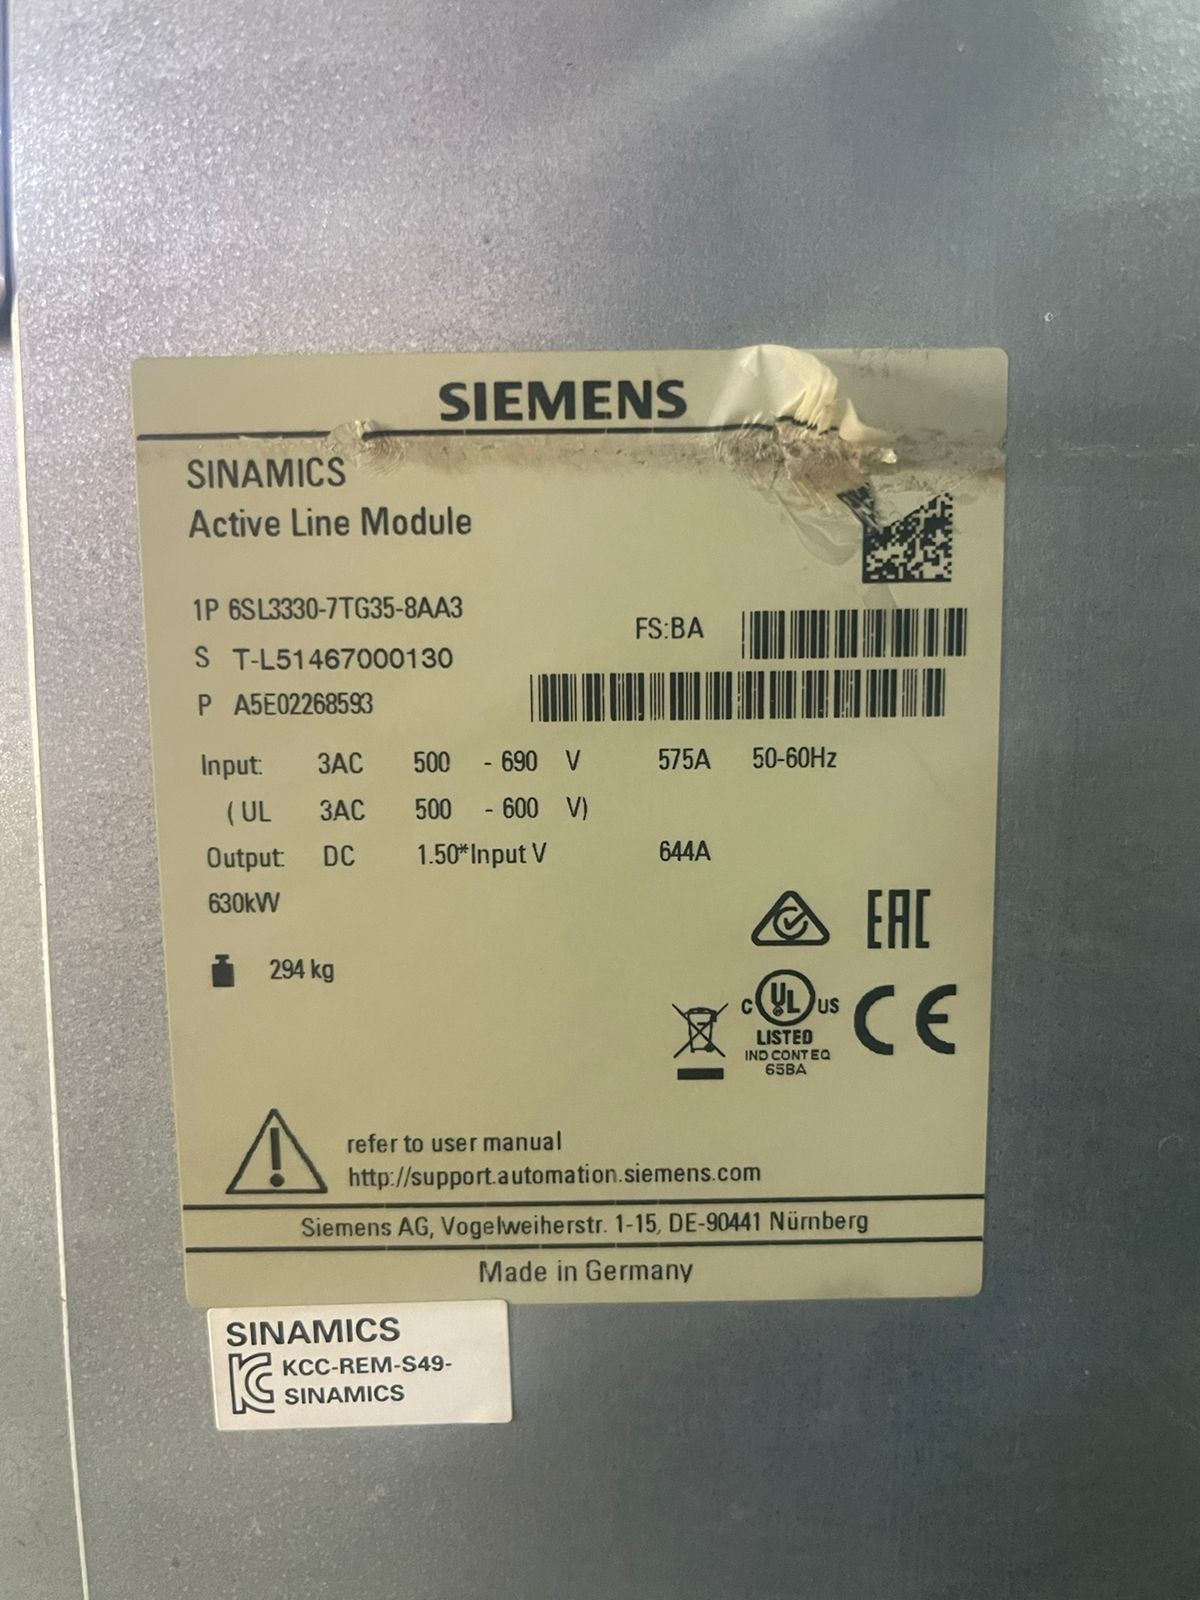 SIEMENS
SINAMICS
Active Line Module
1P 6SL3330-7TG35-8AA3
FS:BA
S T-L51467000130
P A5E02268593
Input: 3AC 500 - 690 V 575A 50-60Hz
( UL 3AC 500 - 600 V)
Output: DC 1.50*Input V 644A
630kW
EAC
294 kg
C UL US
LISTED
IND CONT EQ
65BA
CE
refer to user manual
http://support.automation.siemens.com
Siemens AG, Vogelweiherstr. 1-15, DE-90441 Nürnberg
Made in Germany
SINAMICS
KCC-REM-S49-
SINAMICS